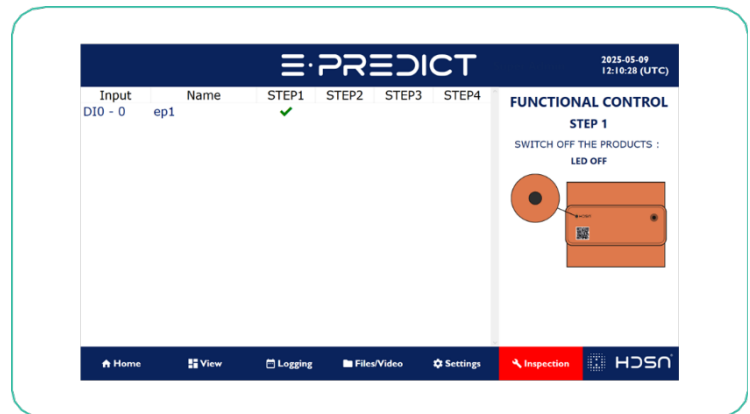 E·PREDICT
2025-05-09
12:10:28 (UTC)
Input Name STEP1 STEP2 STEP3 STEP4
DI0 - 0 ep1 ✔
FUNCTIONAL CONTROL
STEP 1
SWITCH OFF THE PRODUCTS :
LED OFF
Home View Logging Files/Video Settings Inspection HDSN